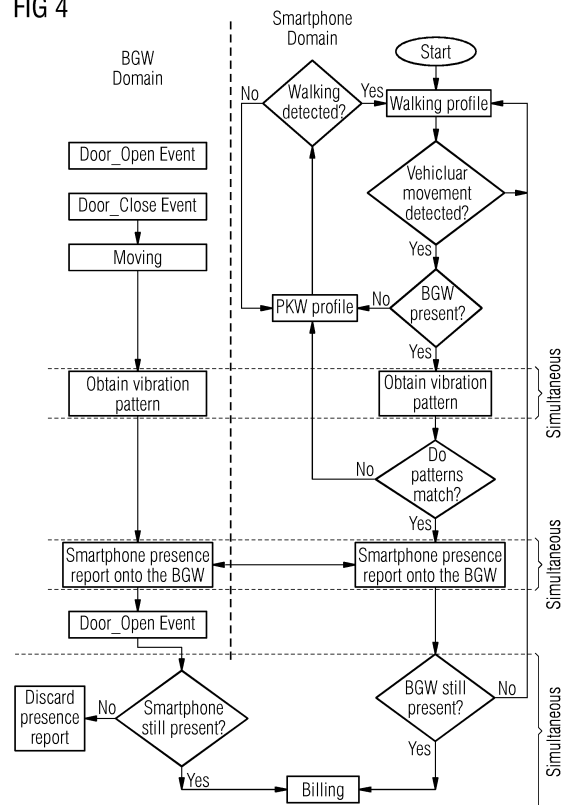 FIG 4
Smartphone
Domain
BGW
Domain
Start
No
Walking
detected?
Yes
Walking profile
Door_Open Event
Vehicluar
movement
detected?
Door_Close Event
Yes
Moving
BGW
present?
No
PKW profile
Yes
Obtain vibration
pattern
Obtain vibration
pattern
Simultaneous
Do
patterns
match?
No
Yes
Smartphone presence
report onto the BGW
Smartphone presence
report onto the BGW
Simultaneous
Door_Open Event
Discard
presence
report
No
Smartphone
still present?
BGW still
present?
No
Simultaneous
Yes
Yes
Billing